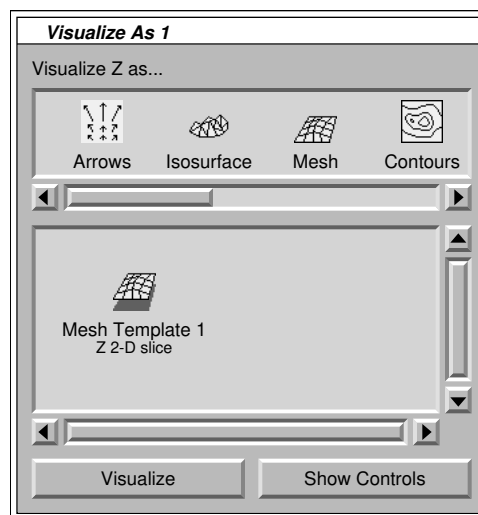 Visualize As 1
Visualize Z as...
Arrows Isosurface Mesh Contours
Mesh Template 1
Z 2-D slice
Visualize Show Controls